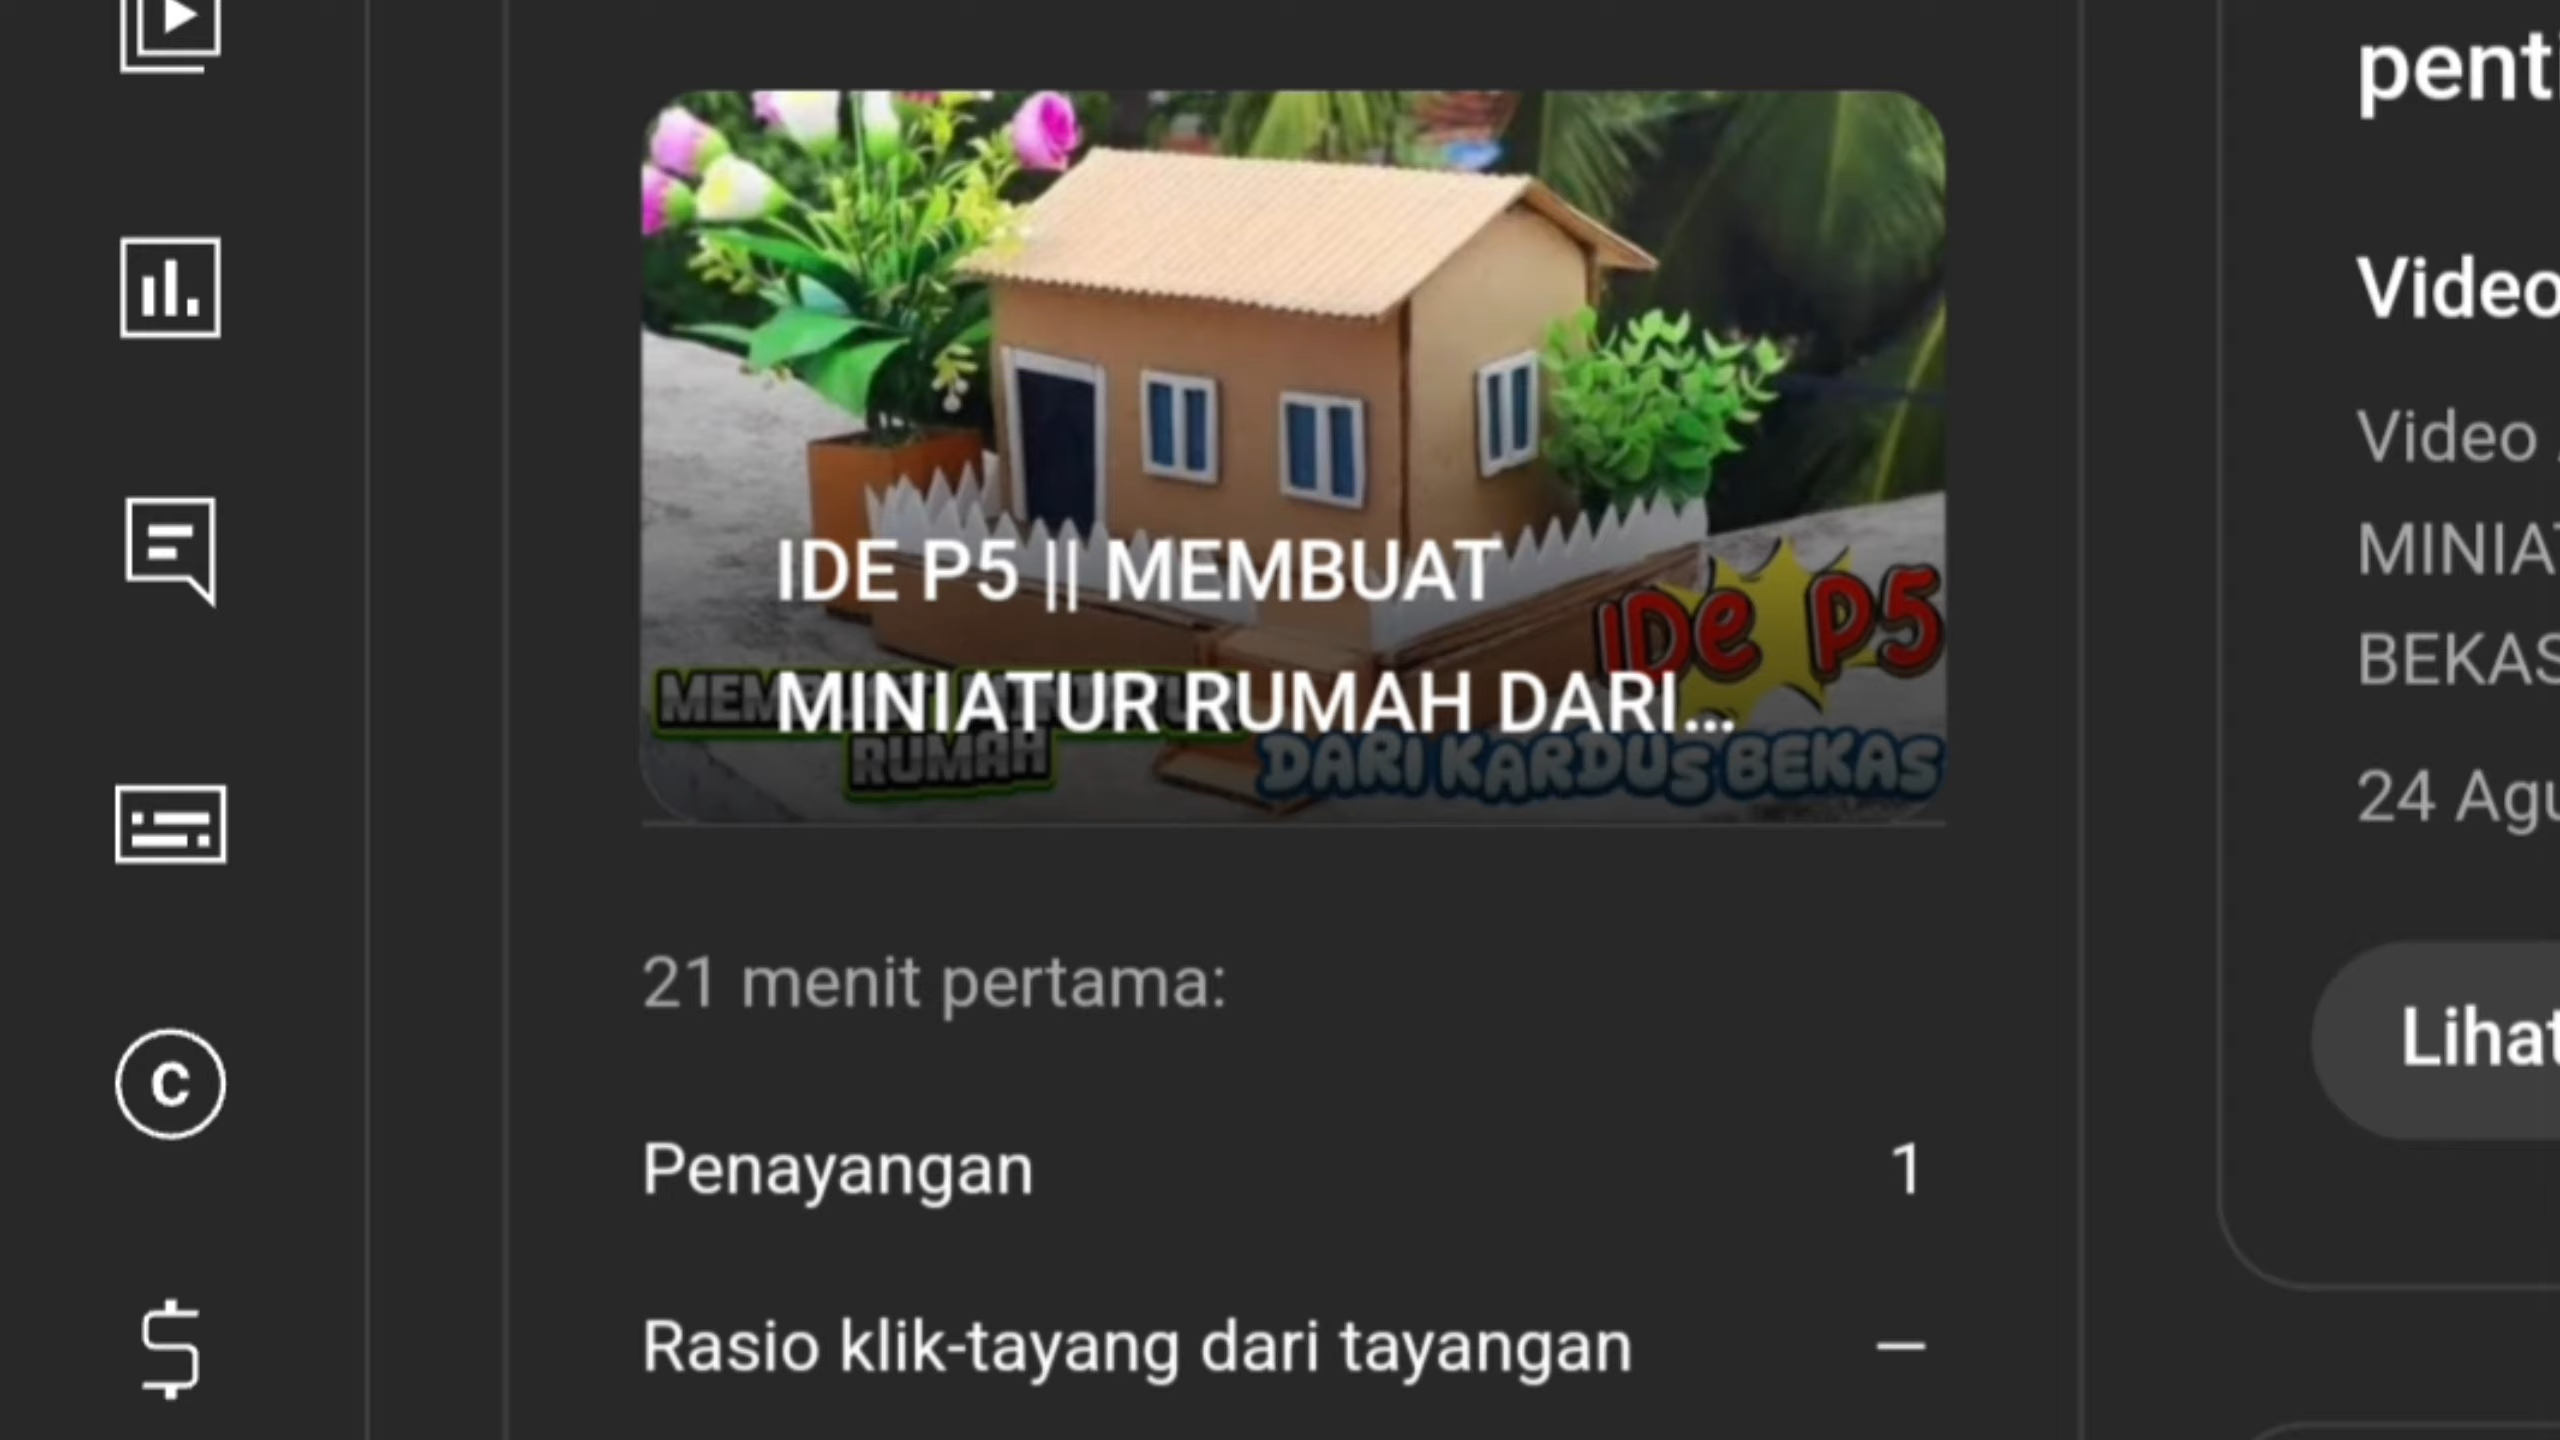 IDE P5 || MEMBUAT
MINIATUR RUMAH DARI...
IDe P5
RUMAH
DARI KARDUS BEKAS
21 menit pertama:
Penayangan 1
Rasio klik-tayang dari tayangan —
penti
Video
Video
MINIAT
BEKAS
24 Agu
Lihat